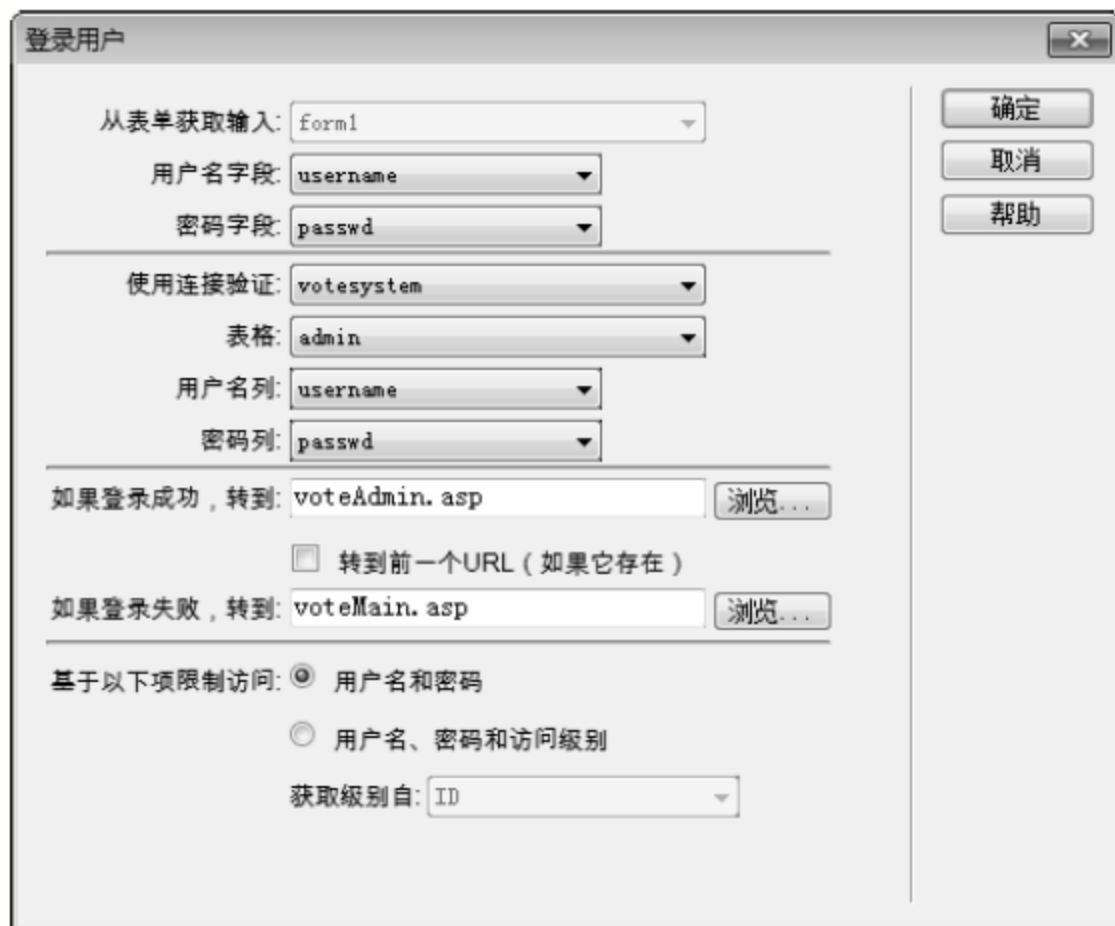 登录用户
从表单获取输入: form1
确定
用户名字段: username
取消
密码字段: passwd
帮助
使用连接验证: votesystem
表格: admin
用户名列: username
密码列: passwd
如果登录成功，转到: voteAdmin.asp 浏览...
转到前一个URL（如果它存在）
如果登录失败，转到: voteMain.asp 浏览...
基于以下项限制访问: 用户名和密码
用户名、密码和访问级别
获取级别自: ID